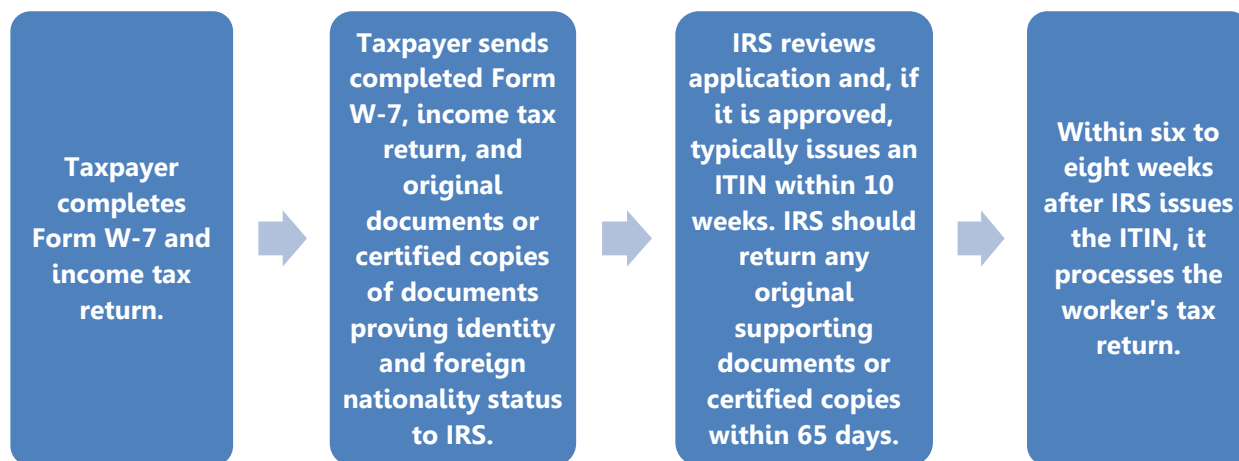 Taxpayer
completes
Form W-7 and
income tax
return.
Taxpayer sends
completed Form
W-7, income tax
return, and
original
documents or
certified copies
of documents
proving identity
and foreign
nationality status
to IRS.
IRS reviews
application and, if
it is approved,
typically issues an
ITIN within 10
weeks. IRS should
return any
original
supporting
documents or
certified copies
within 65 days.
Within six to
eight weeks
after IRS issues
the ITIN, it
processes the
worker's tax
return.